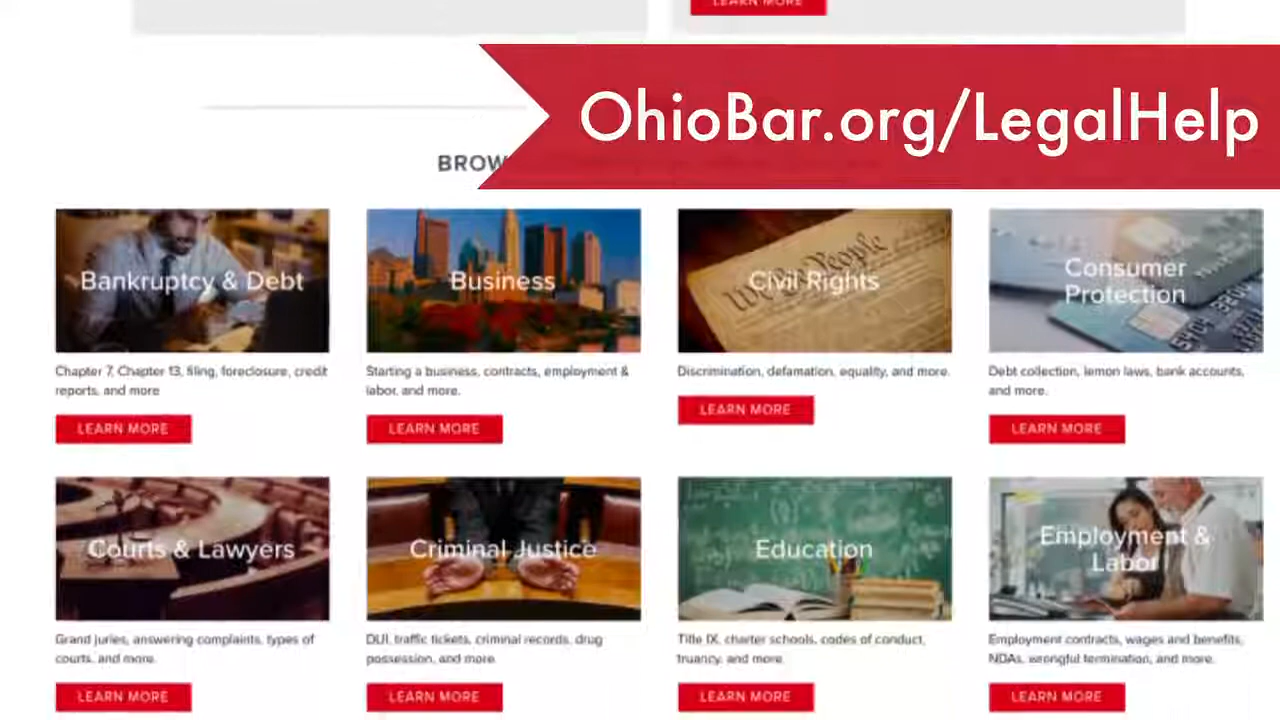 LEARN MORE
OhioBar.org/LegalHelp
BROW
Bankruptcy & Debt
Business
Civil Rights
Consumer
Protection
We the People
Chapter 7, Chapter 13, filing, foreclosure, credit
reports, and more
Starting a business, contracts, employment &
labor, and more.
Discrimination, defamation, equality, and more.
Debt collection, lemon laws, bank accounts,
and more.
LEARN MORE
LEARN MORE
LEARN MORE
LEARN MORE
Courts & Lawyers
Criminal Justice
Education
Employment &
Labor
Grand juries, answering complaints, types of
courts, and more.
DUI, traffic tickets, criminal records, drug
possession, and more.
Title IX, charter schools, codes of conduct,
truancy, and more.
Employment contracts, wages and benefits,
NDAs, wrongful termination, and more.
LEARN MORE
LEARN MORE
LEARN MORE
LEARN MORE